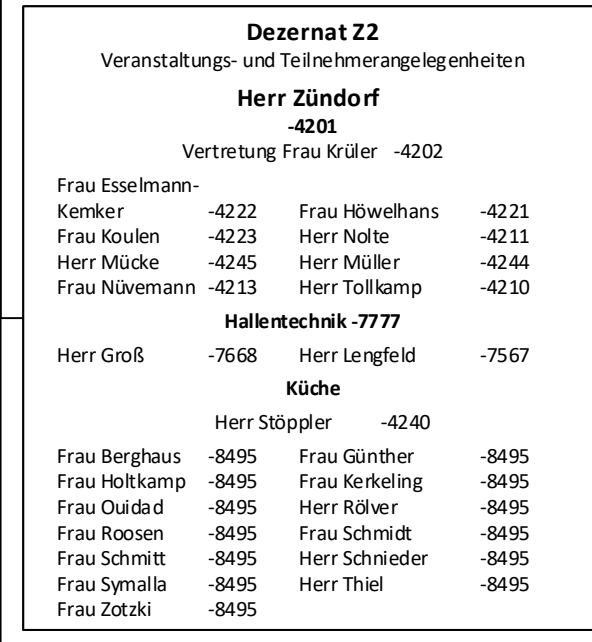 Dezernat Z2
Veranstaltungs- und Teilnehmerangelegenheiten
Herr Zündorf
-4201
Vertretung Frau Krüler -4202
Frau Esselmann-
Kemker -4222 Frau Höwelhans -4221
Frau Koulen -4223 Herr Nolte -4211
Herr Mücke -4245 Herr Müller -4244
Frau Nüvemann -4213 Herr Tollkamp -4210
Hallentechnik -7777
Herr Groß -7668 Herr Lengfeld -7567
Küche
Herr Stöppler -4240
Frau Berghaus -8495 Frau Günther -8495
Frau Holtkamp -8495 Frau Kerkeling -8495
Frau Ouidad -8495 Herr Rölver -8495
Frau Roosen -8495 Frau Schmidt -8495
Frau Schmitt -8495 Herr Schnieder -8495
Frau Symalla -8495 Herr Thiel -8495
Frau Zotzki -8495